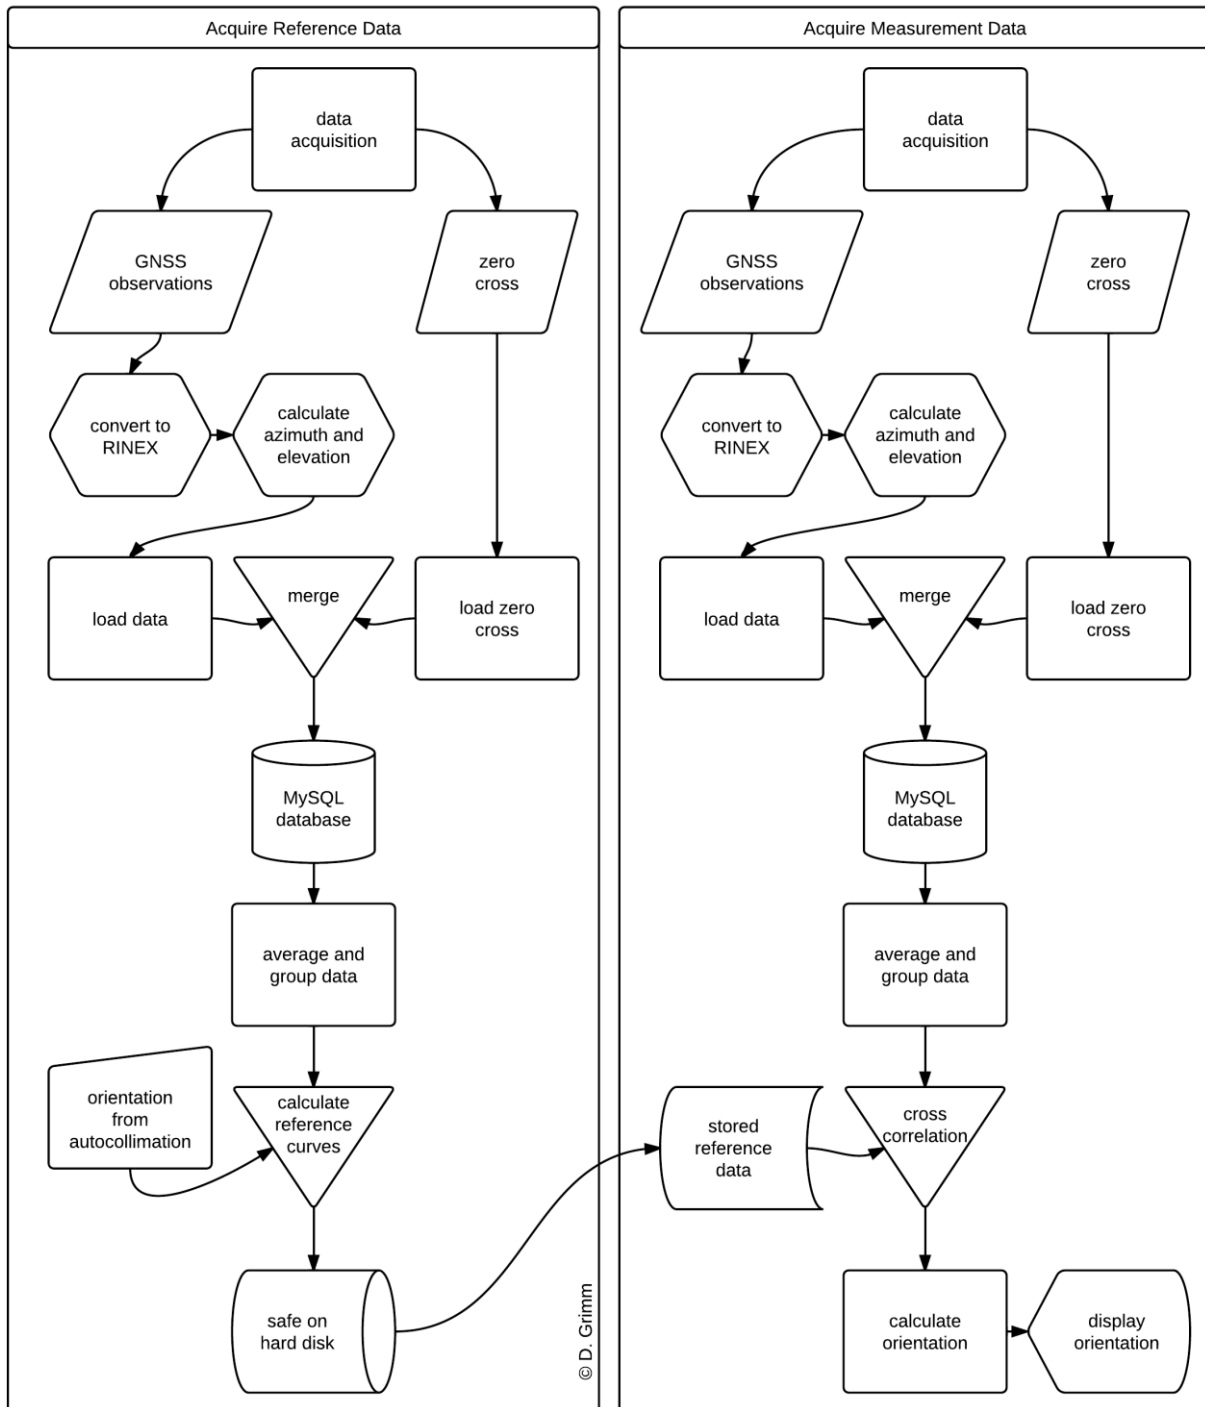 Acquire Reference Data
data
acquisition
GNSS
observations
zero
cross
convert to
RINEX
calculate
azimuth and
elevation
load data
merge
load zero
cross
MySQL
database
average and
group data
orientation
from
autocollimation
calculate
reference
curves
safe on
hard disk
© D. Grimm
Acquire Measurement Data
data
acquisition
GNSS
observations
zero
cross
convert to
RINEX
calculate
azimuth and
elevation
load data
merge
load zero
cross
MySQL
database
average and
group data
stored
reference
data
cross
correlation
calculate
orientation
display
orientation